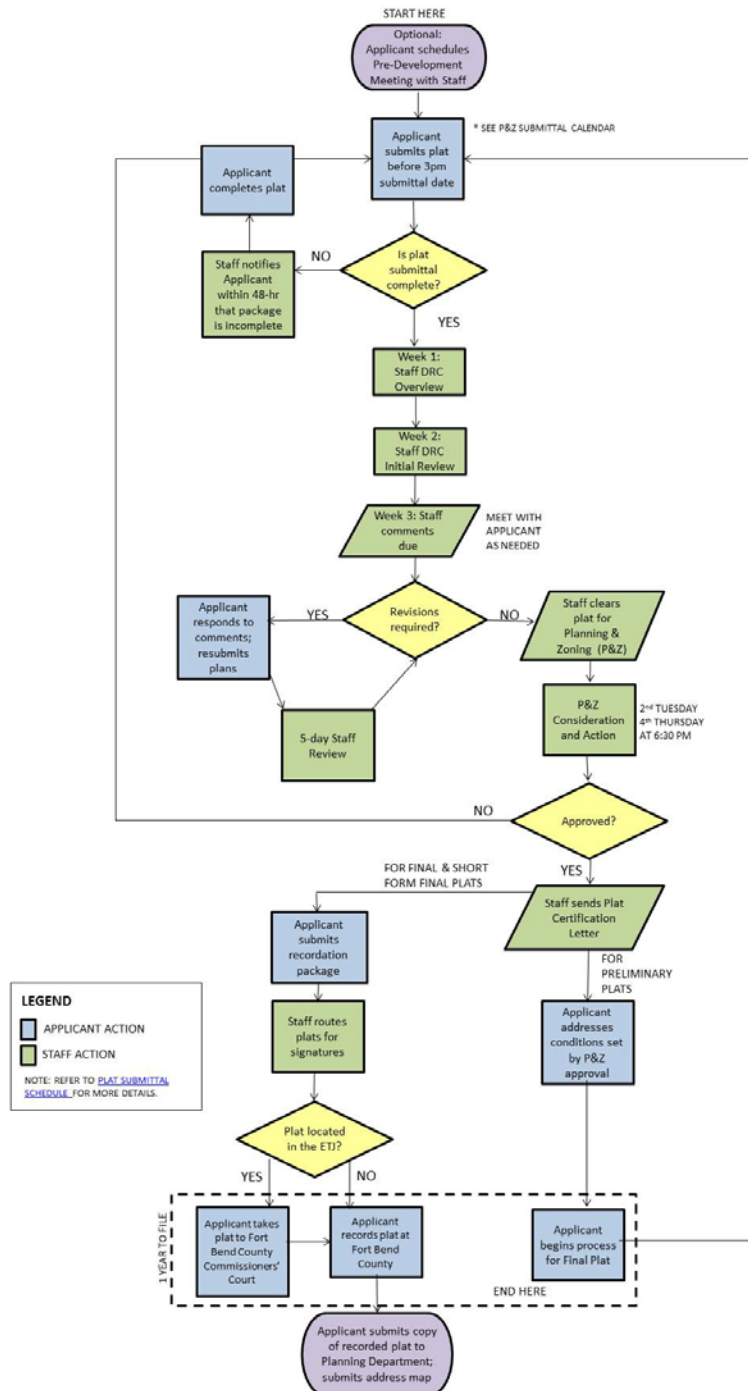 START HERE
Optional:
Applicant schedules
Pre-Development
Meeting with Staff
* SEE P&Z SUBMITTAL CALENDAR
Applicant
submits plat
before 3pm
submittal date
Applicant
completes plat
Is plat
submittal
complete?
NO
Staff notifies
Applicant
within 48-hr
that package
is incomplete
YES
Week 1:
Staff DRC
Overview
Week 2:
Staff DRC
Initial Review
Week 3: Staff
comments
due
MEET WITH
APPLICANT
AS NEEDED
Revisions
required?
YES
Applicant
responds to
comments;
resubmits
plans
5-day Staff
Review
NO
Staff clears
plat for
Planning &
Zoning (P&Z)
P&Z
Consideration
and Action
2nd TUESDAY
4th THURSDAY
AT 6:30 PM
Approved?
NO
YES
Staff sends Plat
Certification
Letter
FOR FINAL & SHORT
FORM FINAL PLATS
Applicant
submits
recordation
package
Staff routes
plats for
signatures
FOR
PRELIMINARY
PLATS
Applicant
addresses
conditions set
by P&Z
approval
LEGEND
APPLICANT ACTION
STAFF ACTION
NOTE: REFER TO PLAT SUBMITTAL
SCHEDULE FOR MORE DETAILS.
Plat located
in the ETJ?
YES
NO
1 YEAR TO FILE
Applicant takes
plat to Fort
Bend County
Commissioners'
Court
Applicant
records plat at
Fort Bend
County
Applicant
begins process
for Final Plat
END HERE
Applicant submits copy
of recorded plat to
Planning Department;
submits address map